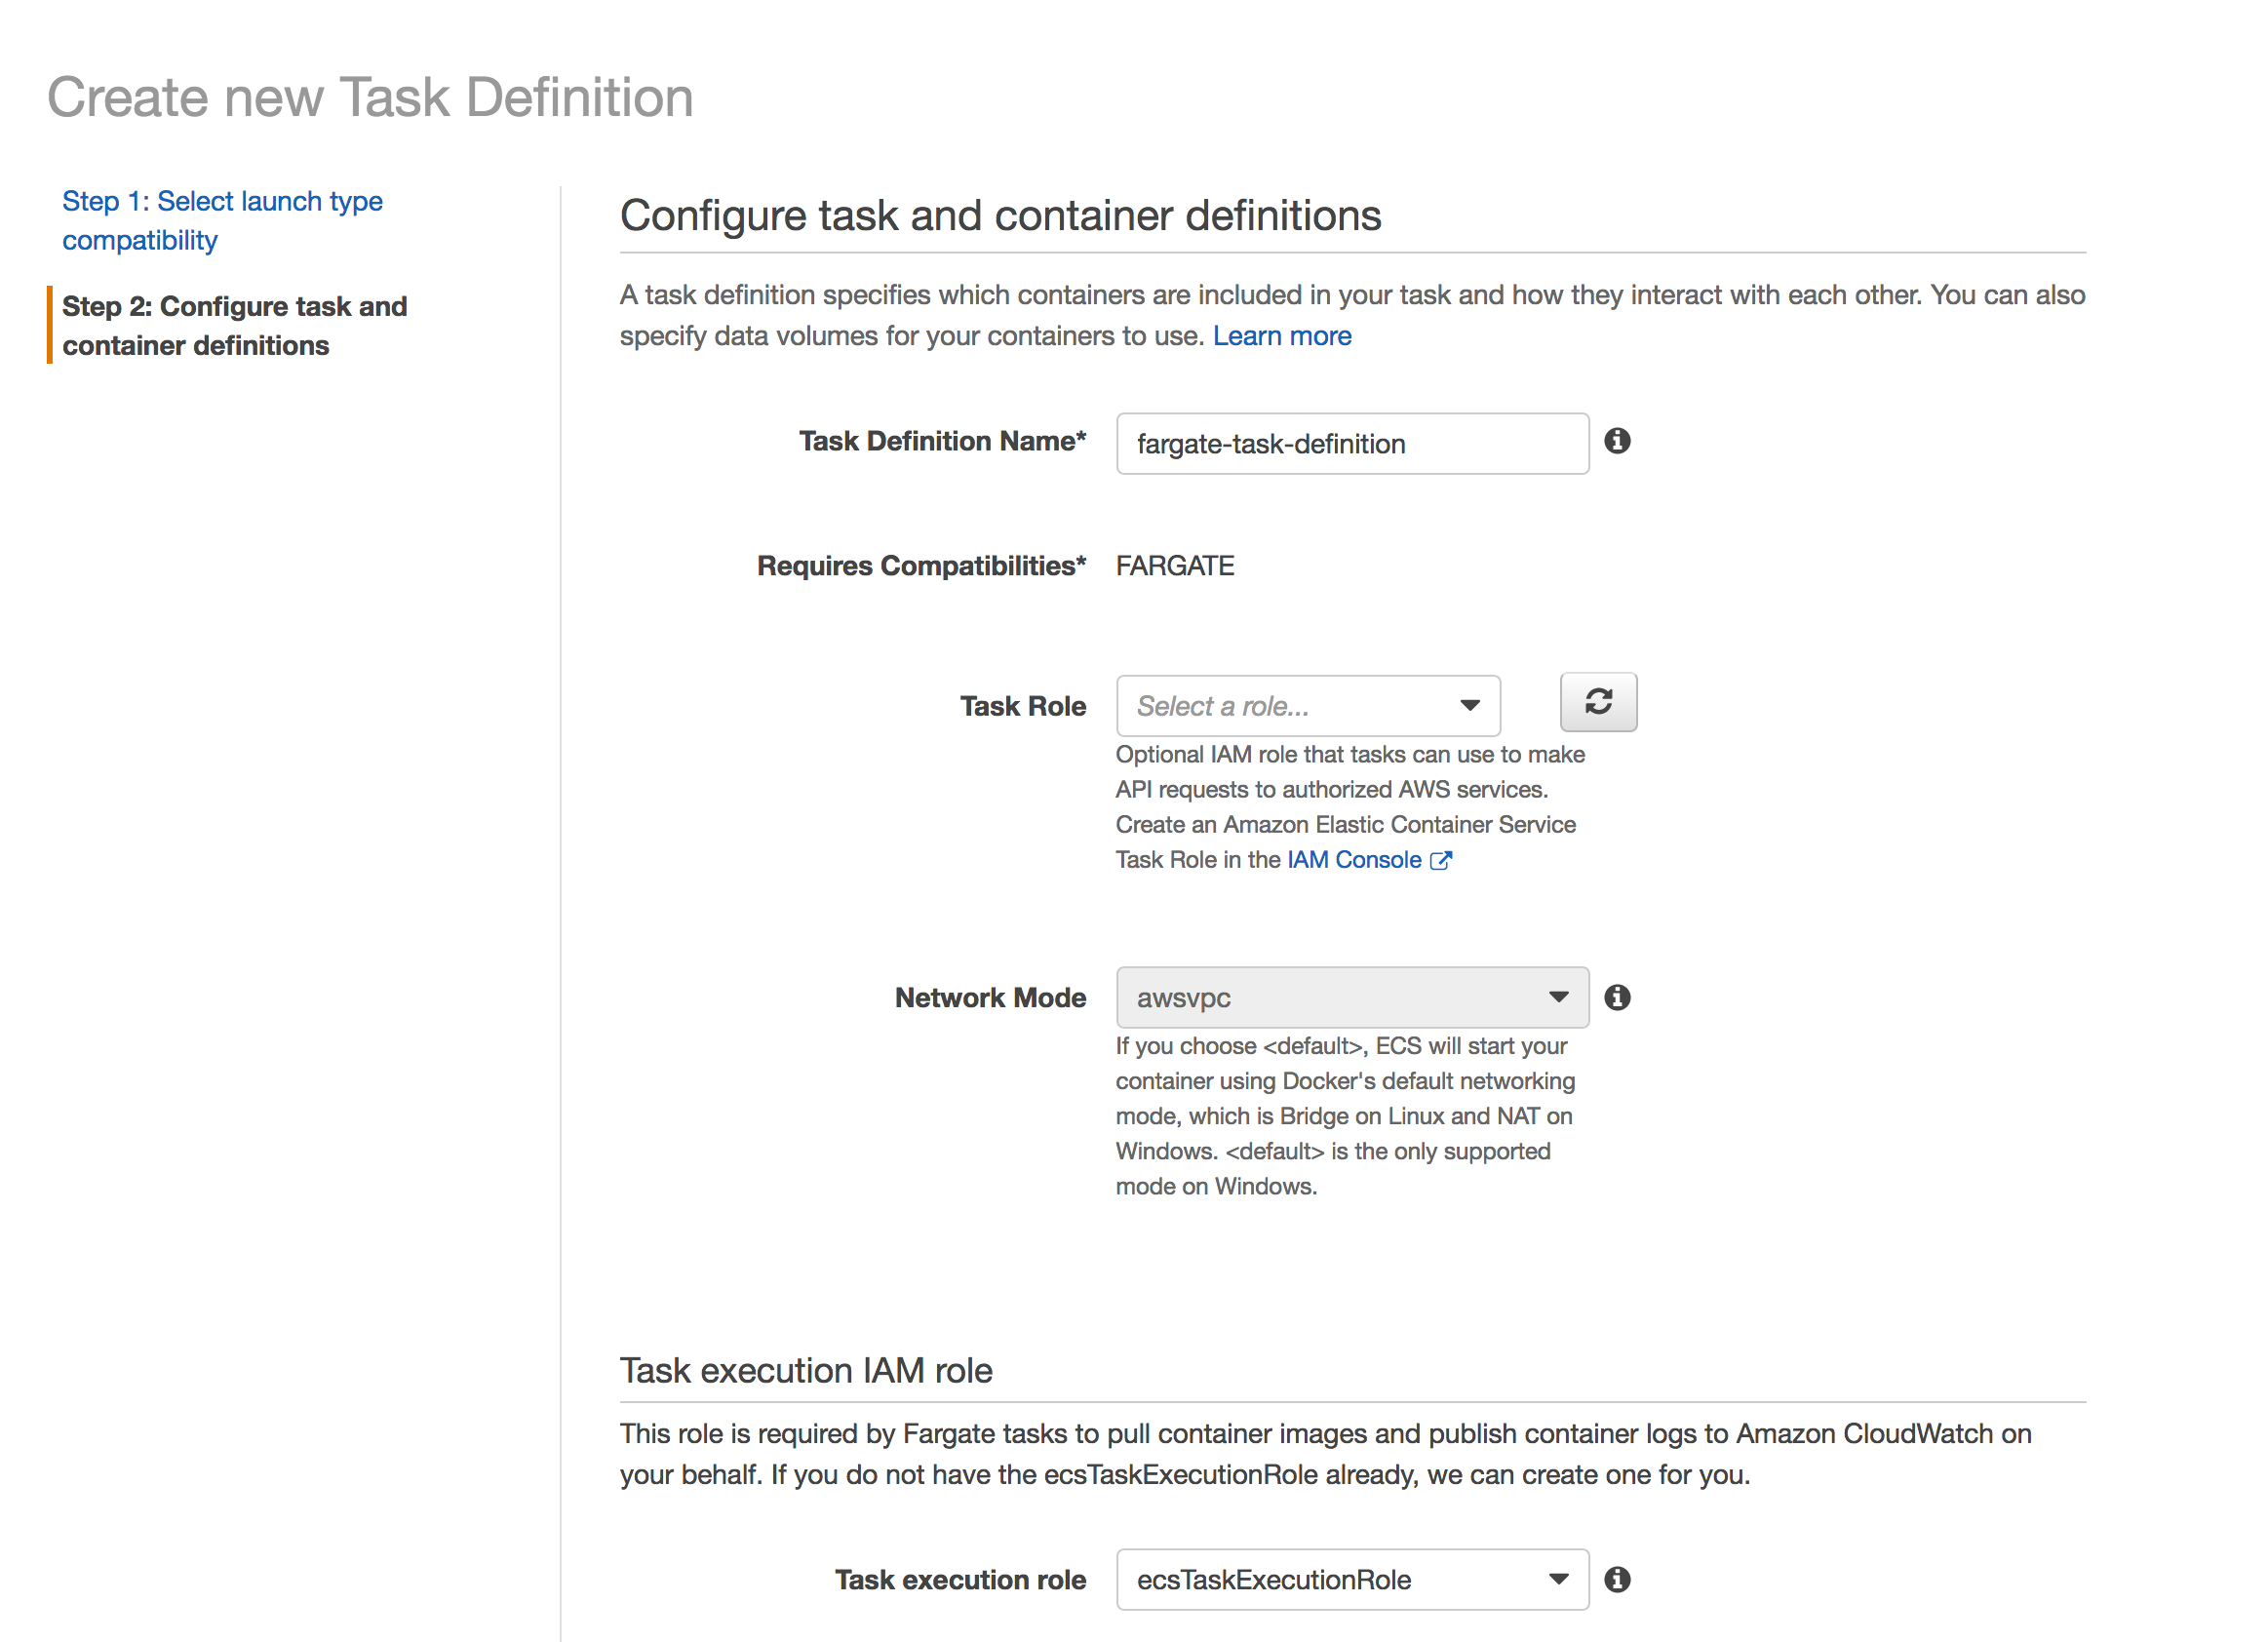 Create new Task Definition
Step 1: Select launch type
compatibility
Step 2: Configure task and
container definitions
Configure task and container definitions
A task definition specifies which containers are included in your task and how they interact with each other. You can also
specify data volumes for your containers to use. Learn more
Task Definition Name* fargate-task-definition
Requires Compatibilities* FARGATE
Task Role Select a role...
Optional IAM role that tasks can use to make
API requests to authorized AWS services.
Create an Amazon Elastic Container Service
Task Role in the IAM Console
Network Mode awsvpc
If you choose <default>, ECS will start your
container using Docker's default networking
mode, which is Bridge on Linux and NAT on
Windows. <default> is the only supported
mode on Windows.
Task execution IAM role
This role is required by Fargate tasks to pull container images and publish container logs to Amazon CloudWatch on
your behalf. If you do not have the ecsTaskExecutionRole already, we can create one for you.
Task execution role ecsTaskExecutionRole